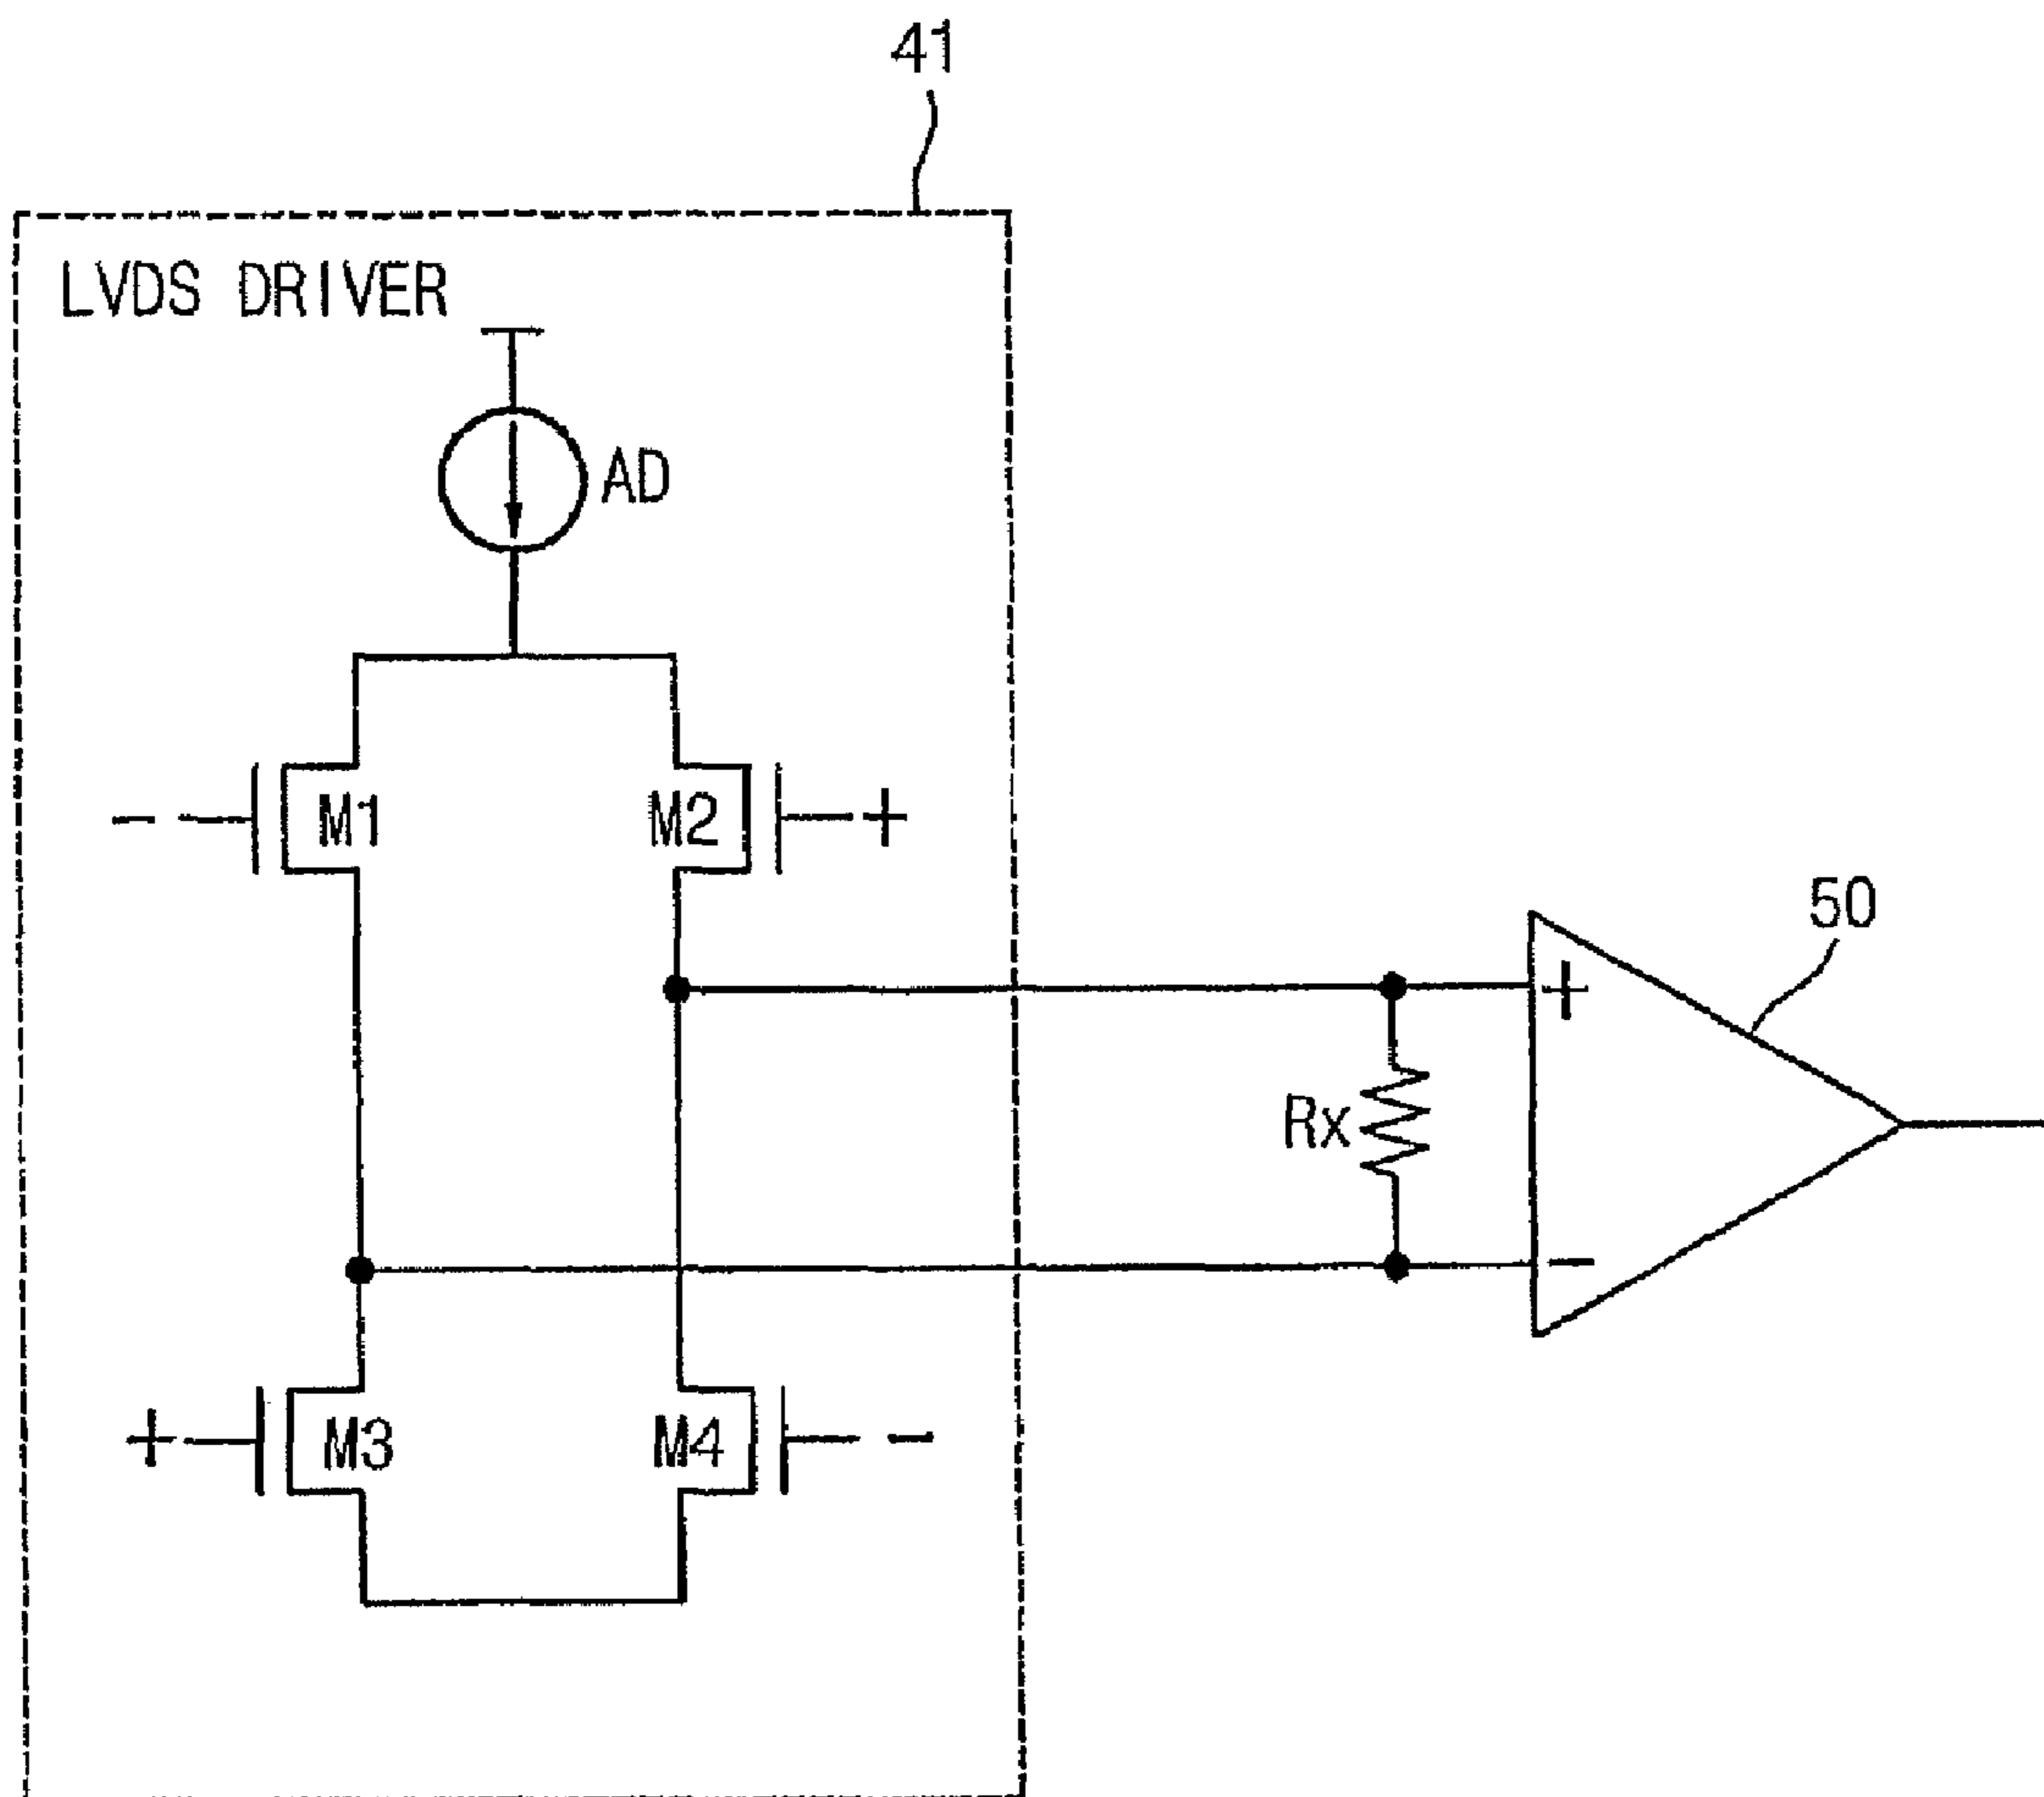 41
LVDS DRIVER
AD
- M1 M2 +
50
+
Rx
-
+ M3 M4 -